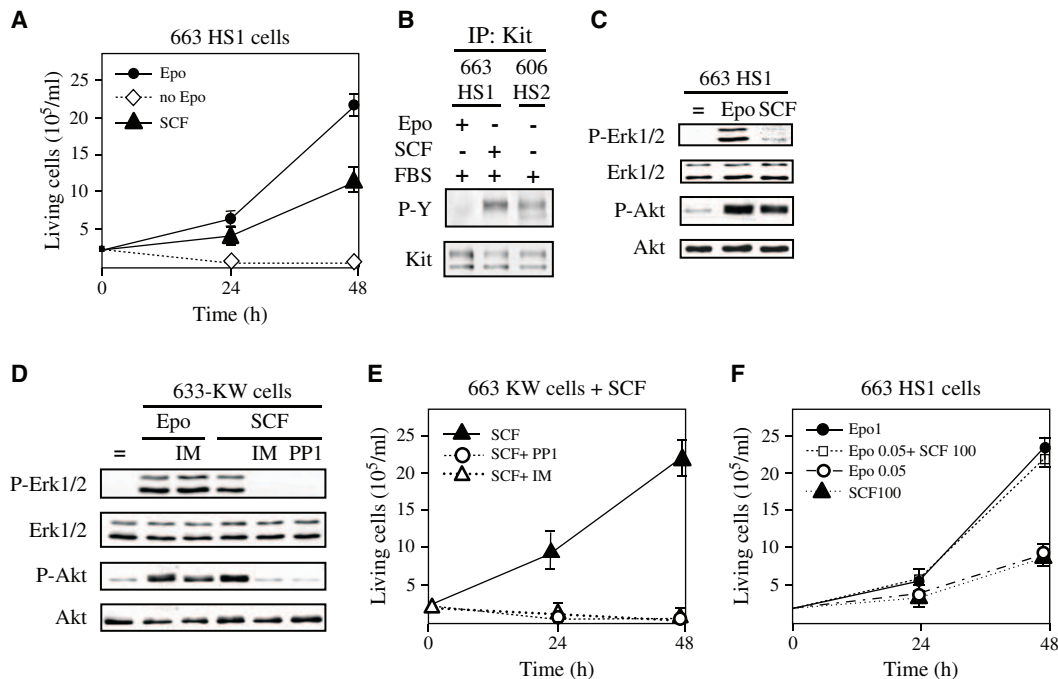 A
663 HS1 cells
Living cells (10⁵/ml)
25
20
15
10
5
Epo
no Epo
SCF
0 24 48
Time (h)
B
IP: Kit
663 606
HS1 HS2
Epo + - -
SCF - + -
FBS + + +
P-Y
Kit
C
663 HS1
= Epo SCF
P-Erk1/2
Erk1/2
P-Akt
Akt
D
633-KW cells
Epo SCF
= IM IM PP1
P-Erk1/2
Erk1/2
P-Akt
Akt
E
663 KW cells + SCF
Living cells (10⁵/ml)
25
20
15
10
5
SCF
SCF+ PP1
SCF+ IM
0 24 48
Time (h)
F
663 HS1 cells
Living cells (10⁵/ml)
25
20
15
10
5
Epo1
Epo 0.05+ SCF 100
Epo 0.05
SCF100
0 24 48
Time (h)